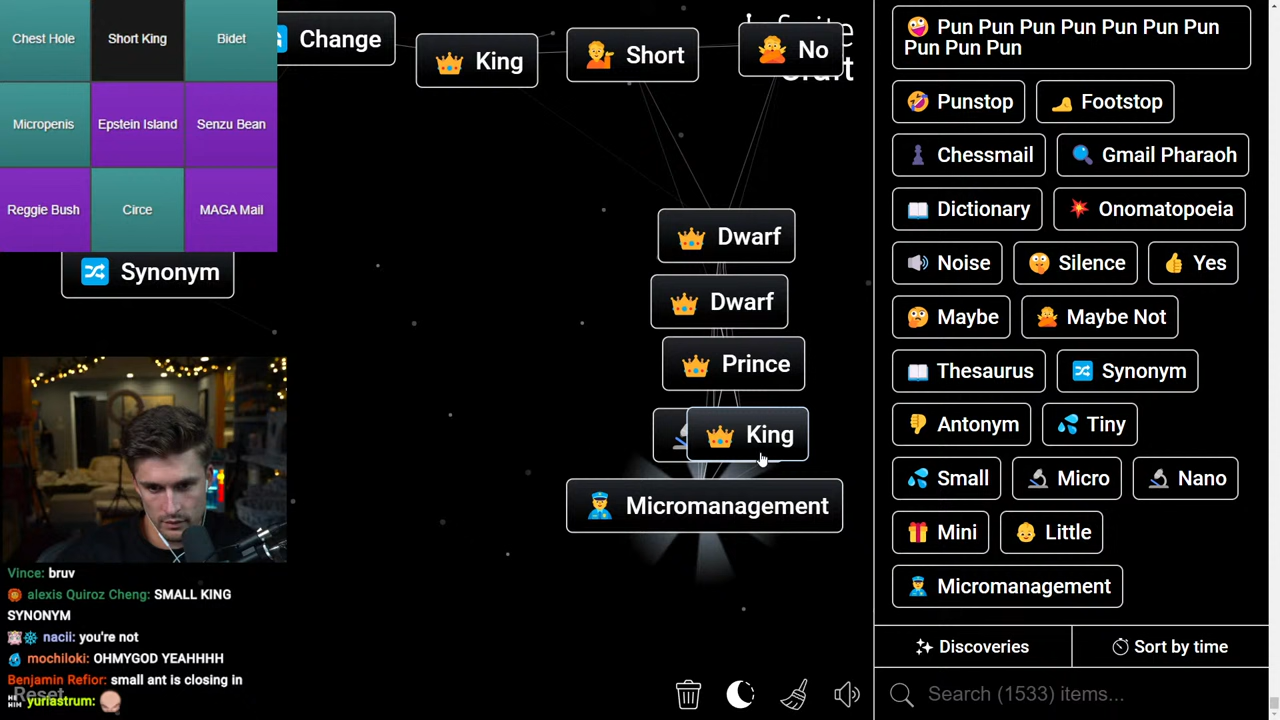 Chest Hole
Short King
Bidet
Micropenis
Epstein Island
Senzu Bean
Reggie Bush
Circe
MAGA Mail
Change
King
Short
No
Synonym
Dwarf
Dwarf
Prince
King
Micromanagement
Pun Pun Pun Pun Pun Pun Pun
Pun Pun Pun
Punstop
Footstop
Chessmail
Gmail Pharaoh
Dictionary
Onomatopoeia
Noise
Silence
Yes
Maybe
Maybe Not
Thesaurus
Synonym
Antonym
Tiny
Small
Micro
Nano
Mini
Little
Micromanagement
Discoveries
Sort by time
Search (1533) items...
Vince: bruv
alexis Quiroz Cheng: SMALL KING
SYNONYM
nacii: you're not
mochiloki: OHMYGOD YEAHHHH
Benjamin Refior: small ant is closing in
yuriastrum:
Reset